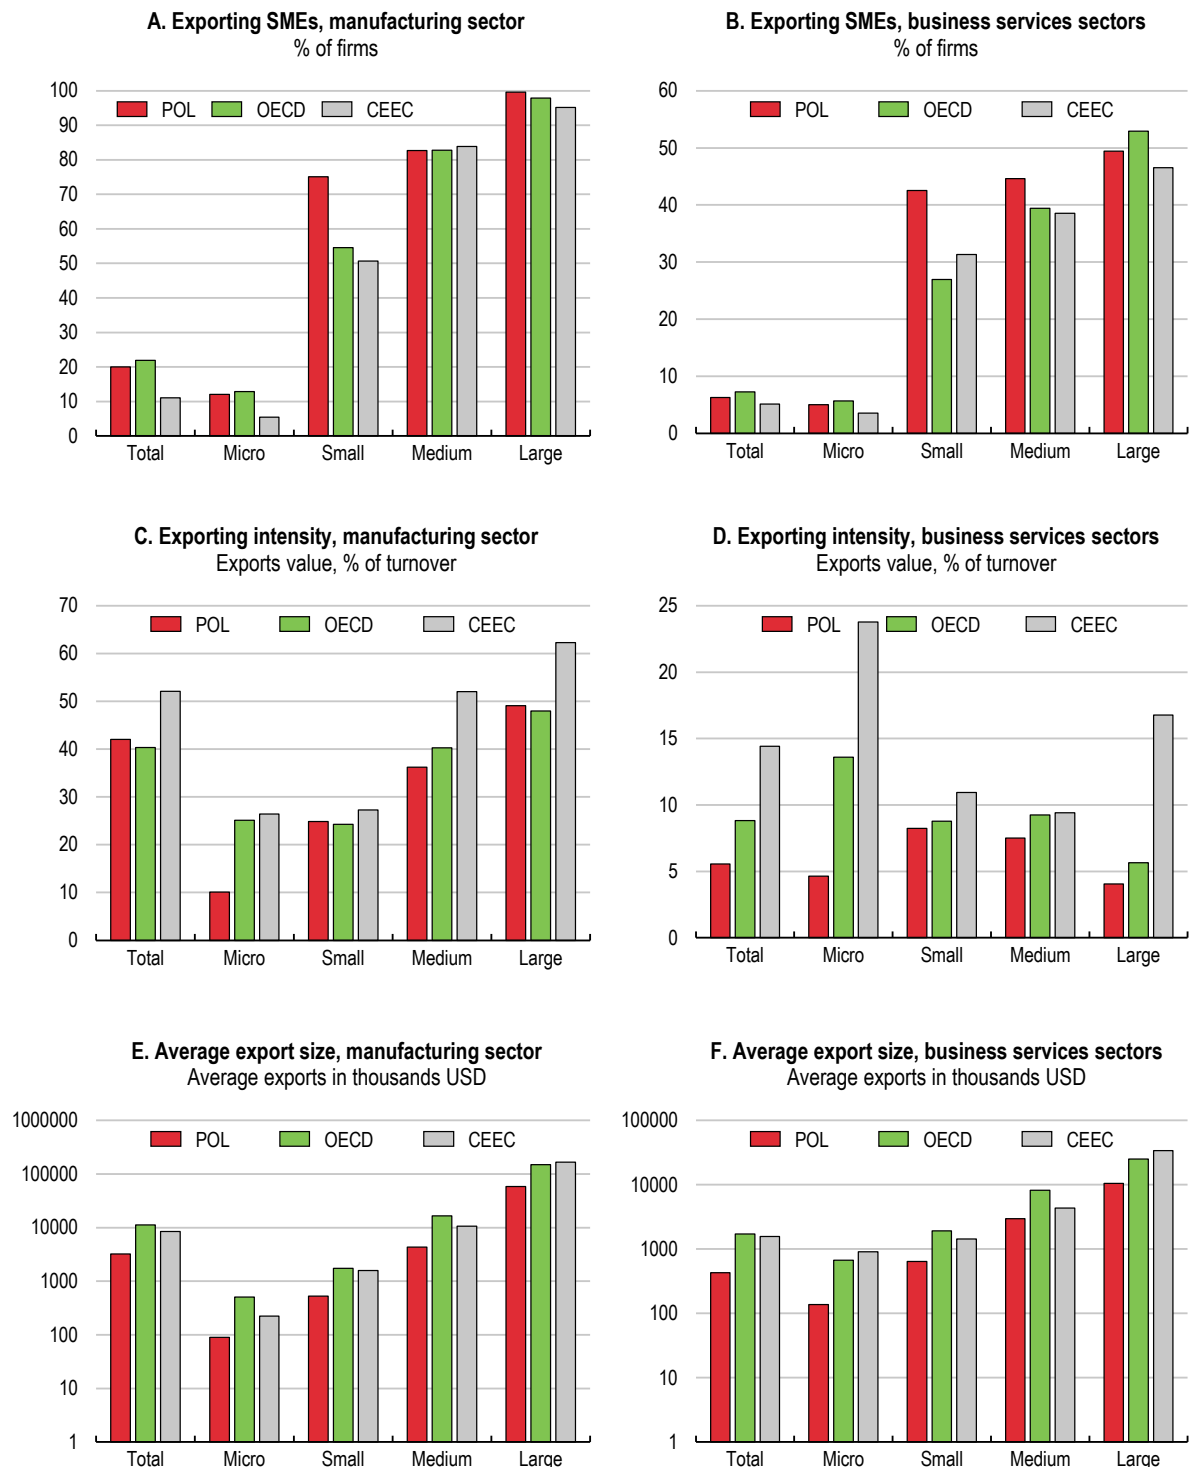 A. Exporting SMEs, manufacturing sector
% of firms
POL OECD CEEC
100
90
80
70
60
50
40
30
20
10
0
Total Micro Small Medium Large
B. Exporting SMEs, business services sectors
% of firms
POL OECD CEEC
60
50
40
30
20
10
0
Total Micro Small Medium Large
C. Exporting intensity, manufacturing sector
Exports value, % of turnover
POL OECD CEEC
70
60
50
40
30
20
10
0
Total Micro Small Medium Large
D. Exporting intensity, business services sectors
Exports value, % of turnover
POL OECD CEEC
25
20
15
10
5
0
Total Micro Small Medium Large
E. Average export size, manufacturing sector
Average exports in thousands USD
POL OECD CEEC
1000000
100000
10000
1000
100
10
1
Total Micro Small Medium Large
F. Average export size, business services sectors
Average exports in thousands USD
POL OECD CEEC
100000
10000
1000
100
10
1
Total Micro Small Medium Large